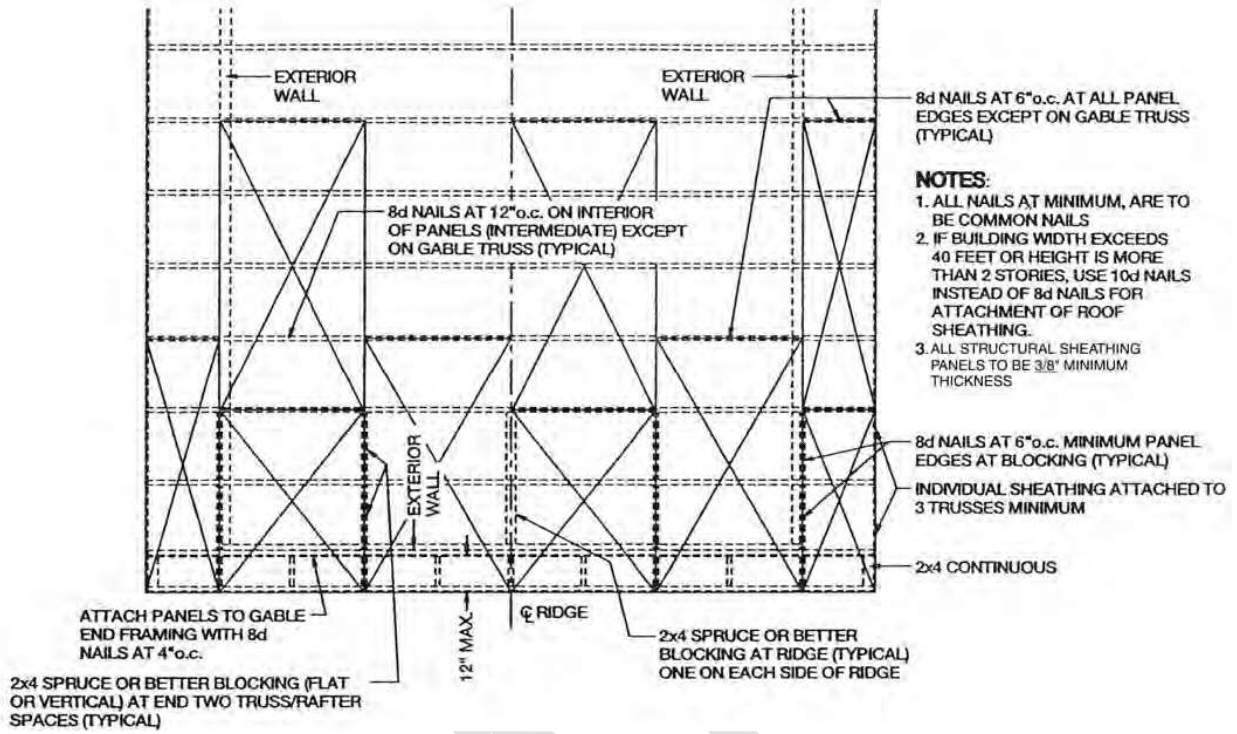 EXTERIOR
WALL
EXTERIOR
WALL
8d NAILS AT 6"o.c. AT ALL PANEL
EDGES EXCEPT ON GABLE TRUSS
(TYPICAL)
NOTES:
1. ALL NAILS AT MINIMUM, ARE TO
BE COMMON NAILS
2. IF BUILDING WIDTH EXCEEDS
40 FEET OR HEIGHT IS MORE
THAN 2 STORIES, USE 10d NAILS
INSTEAD OF 8d NAILS FOR
ATTACHMENT OF ROOF
SHEATHING.
3. ALL STRUCTURAL SHEATHING
PANELS TO BE 3/8" MINIMUM
THICKNESS
8d NAILS AT 12"o.c. ON INTERIOR
OF PANELS (INTERMEDIATE) EXCEPT
ON GABLE TRUSS (TYPICAL)
EXTERIOR
WALL
8d NAILS AT 6"o.c. MINIMUM PANEL
EDGES AT BLOCKING (TYPICAL)
INDIVIDUAL SHEATHING ATTACHED TO
3 TRUSSES MINIMUM
2x4 CONTINUOUS
ATTACH PANELS TO GABLE
END FRAMING WITH 8d
NAILS AT 4"o.c.
12" MAX.
℄ RIDGE
2x4 SPRUCE OR BETTER
BLOCKING AT RIDGE (TYPICAL)
ONE ON EACH SIDE OF RIDGE
2x4 SPRUCE OR BETTER BLOCKING (FLAT
OR VERTICAL) AT END TWO TRUSS/RAFTER
SPACES (TYPICAL)